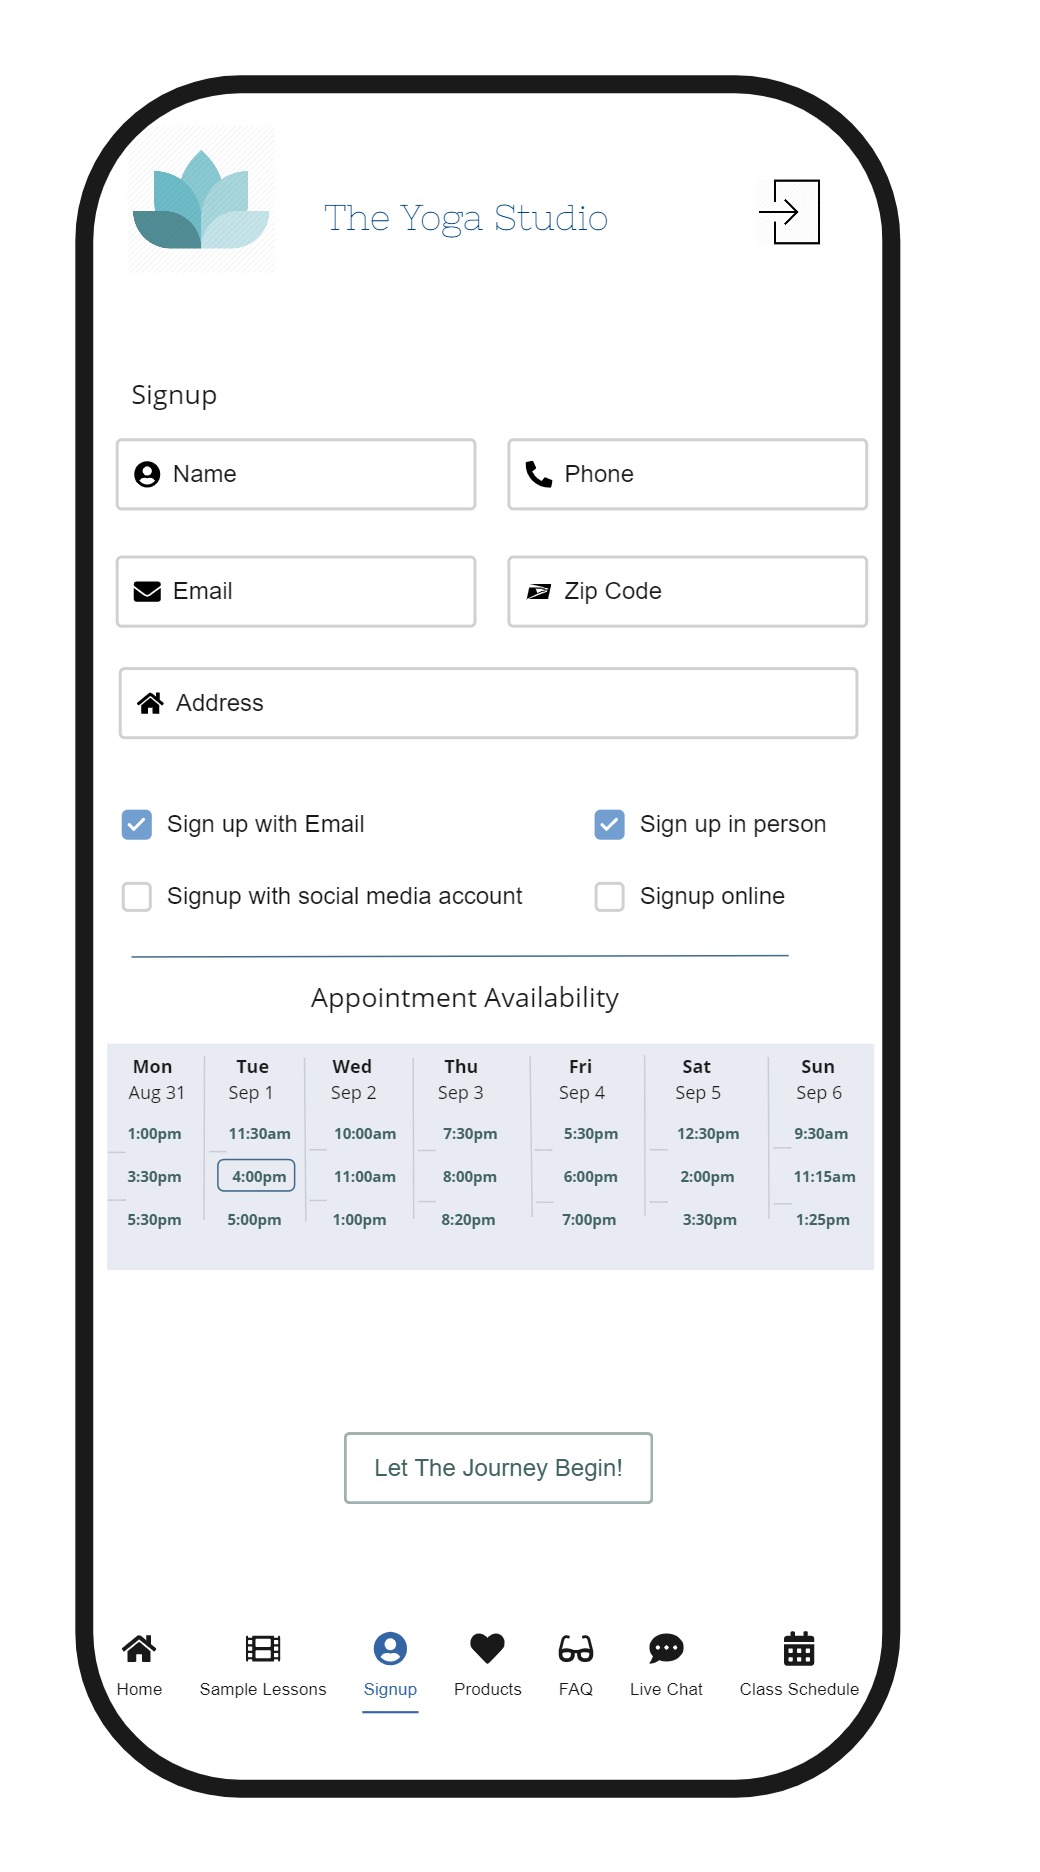 The Yoga Studio
Signup
Name
Phone
Email
Zip Code
Address
Sign up with Email
Sign up in person
Signup with social media account
Signup online
Appointment Availability
Mon Tue Wed Thu Fri Sat Sun
Aug 31 Sep 1 Sep 2 Sep 3 Sep 4 Sep 5 Sep 6
1:00pm 11:30am 10:00am 7:30pm 5:30pm 12:30pm 9:30am
3:30pm 4:00pm 11:00am 8:00pm 6:00pm 2:00pm 11:15am
5:30pm 5:00pm 1:00pm 8:20pm 7:00pm 3:30pm 1:25pm
Let The Journey Begin!
Home Sample Lessons Signup Products FAQ Live Chat Class Schedule